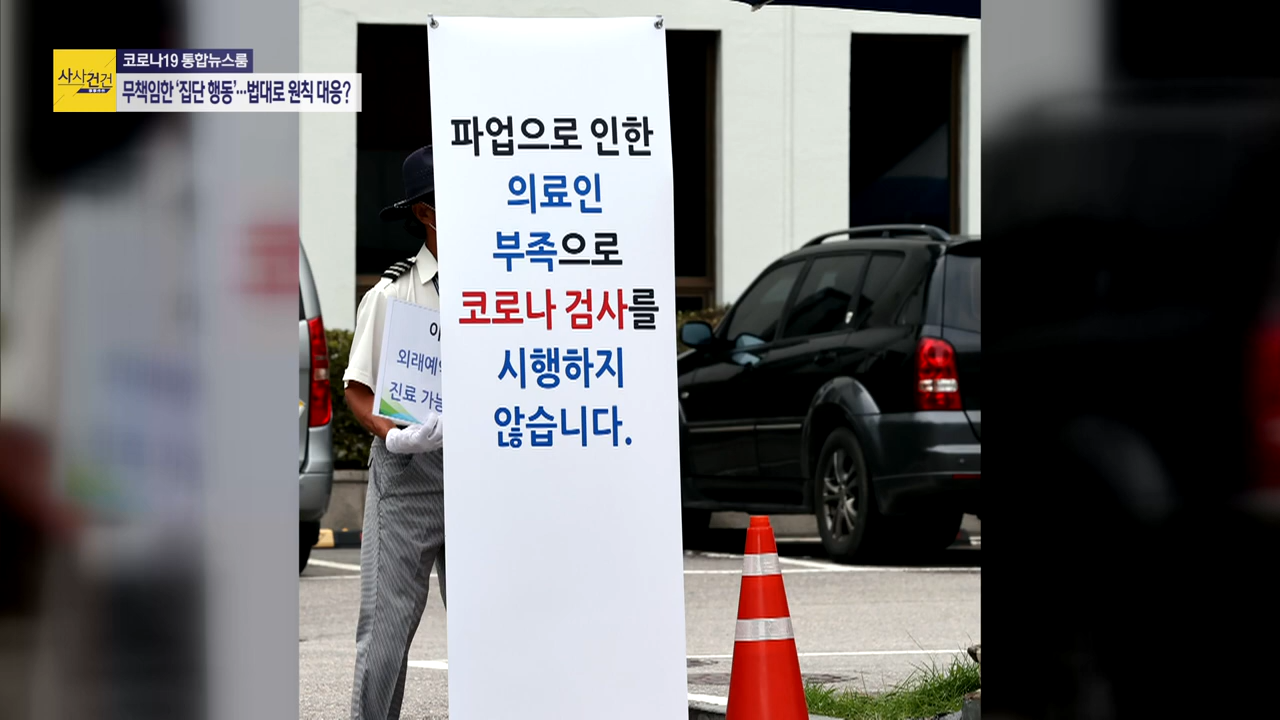 사사건건
코로나19 통합뉴스룸
무책임한 '집단 행동'…법대로 원칙 대응?
파업으로 인한
의료인
부족으로
코로나 검사를
시행하지
않습니다.
외래예
진료 가능